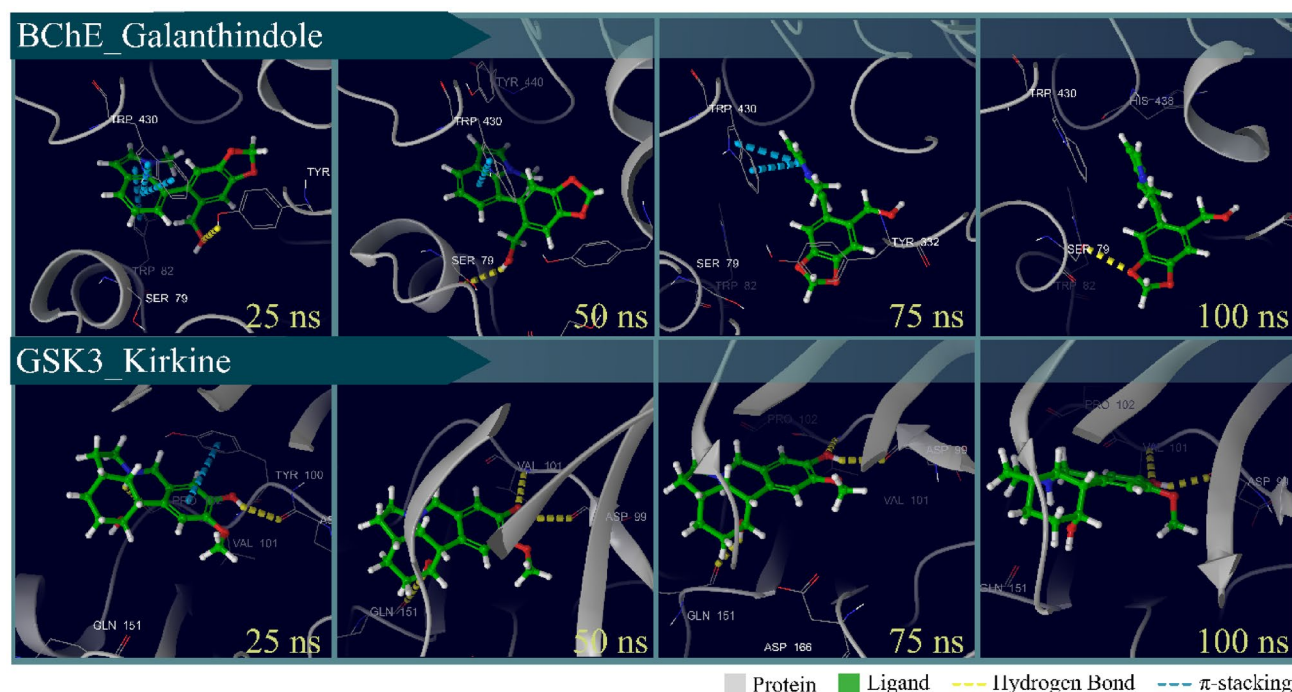 BChE_Galanthindole
TRP 430
TYR
TRP 82
SER 79
25 ns
TYR 440
TRP 430
SER 79
50 ns
TRP 430
TYR 332
SER 79
TRP 82
75 ns
TRP 430
HIS 438
SER 79
TRP 82
100 ns
GSK3_Kirkine
TYR 100
PRO 102
AS
VAL 101
GLN 151
25 ns
VAL 101
ASP 99
GLN 151
50 ns
PRO 102
ASP 99
VAL 101
GLN 151
ASP 166
75 ns
PRO 102
VAL 101
GLN 151
100 ns
Protein Ligand Hydrogen Bond π-stacking